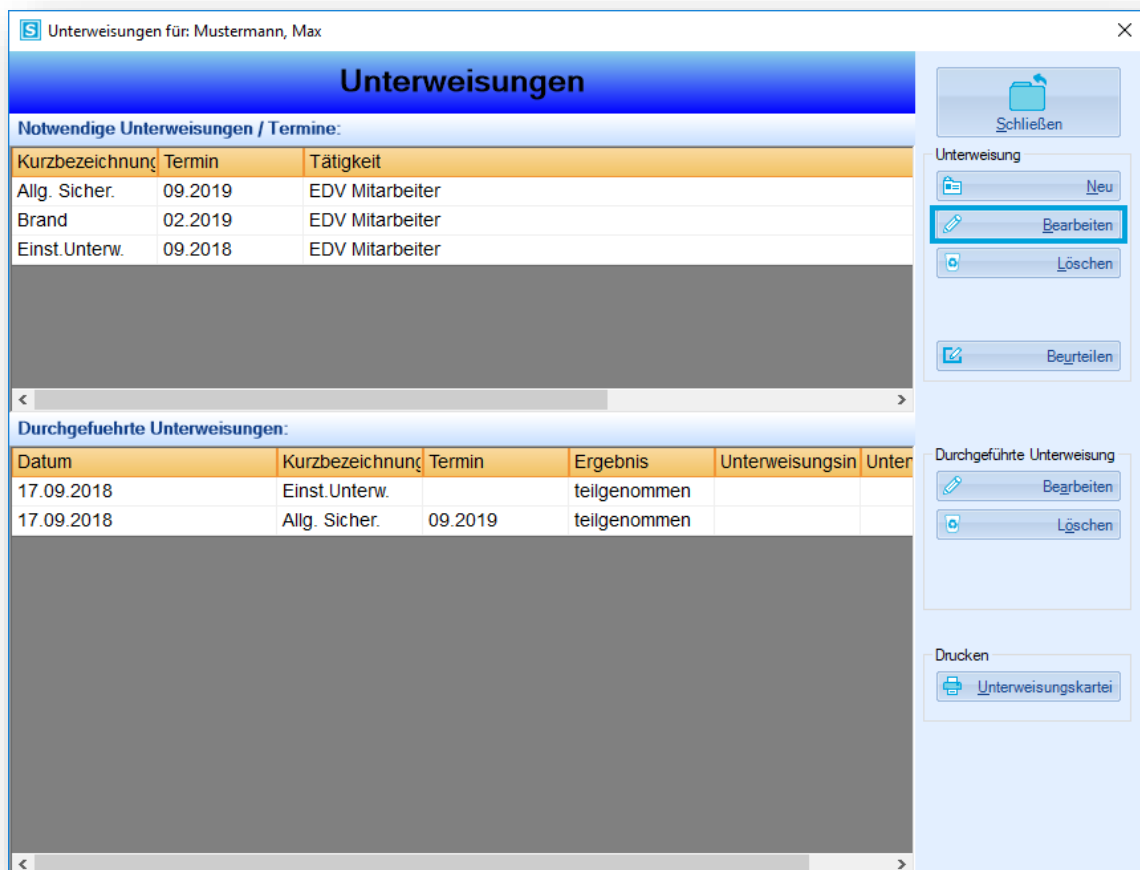 S Unterweisungen für: Mustermann, Max
Unterweisungen
Notwendige Unterweisungen / Termine:
Kurzbezeichnung Termin Tätigkeit
Allg. Sicher. 09.2019 EDV Mitarbeiter
Brand 02.2019 EDV Mitarbeiter
Einst.Unterw. 09.2018 EDV Mitarbeiter
Durchgefuehrte Unterweisungen:
Datum Kurzbezeichnung Termin Ergebnis Unterweisungsin Unter
17.09.2018 Einst.Unterw. teilgenommen
17.09.2018 Allg. Sicher. 09.2019 teilgenommen
Schließen
Unterweisung
Neu
Bearbeiten
Löschen
Beurteilen
Durchgeführte Unterweisung
Bearbeiten
Löschen
Drucken
Unterweisungskartei